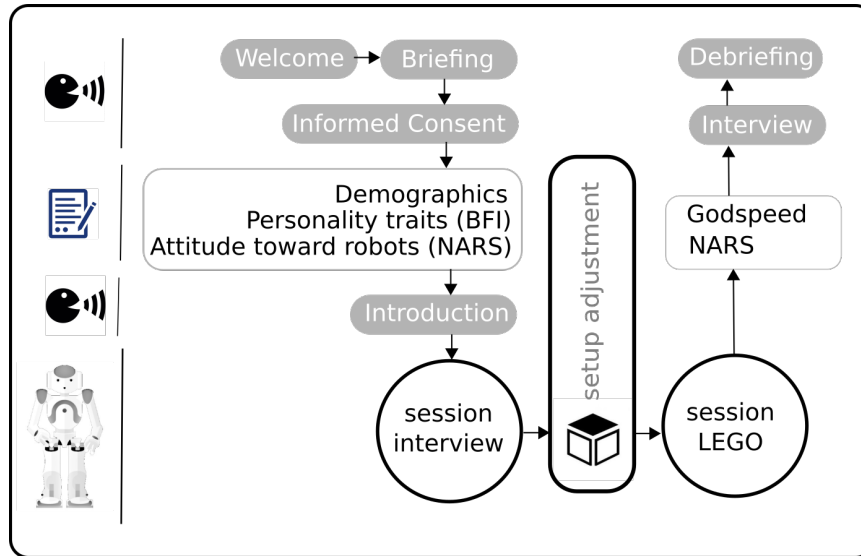 Welcome
Briefing
Informed Consent
Demographics
Personality traits (BFI)
Attitude toward robots (NARS)
Introduction
session
interview
setup adjustment
session
LEGO
Godspeed
NARS
Interview
Debriefing